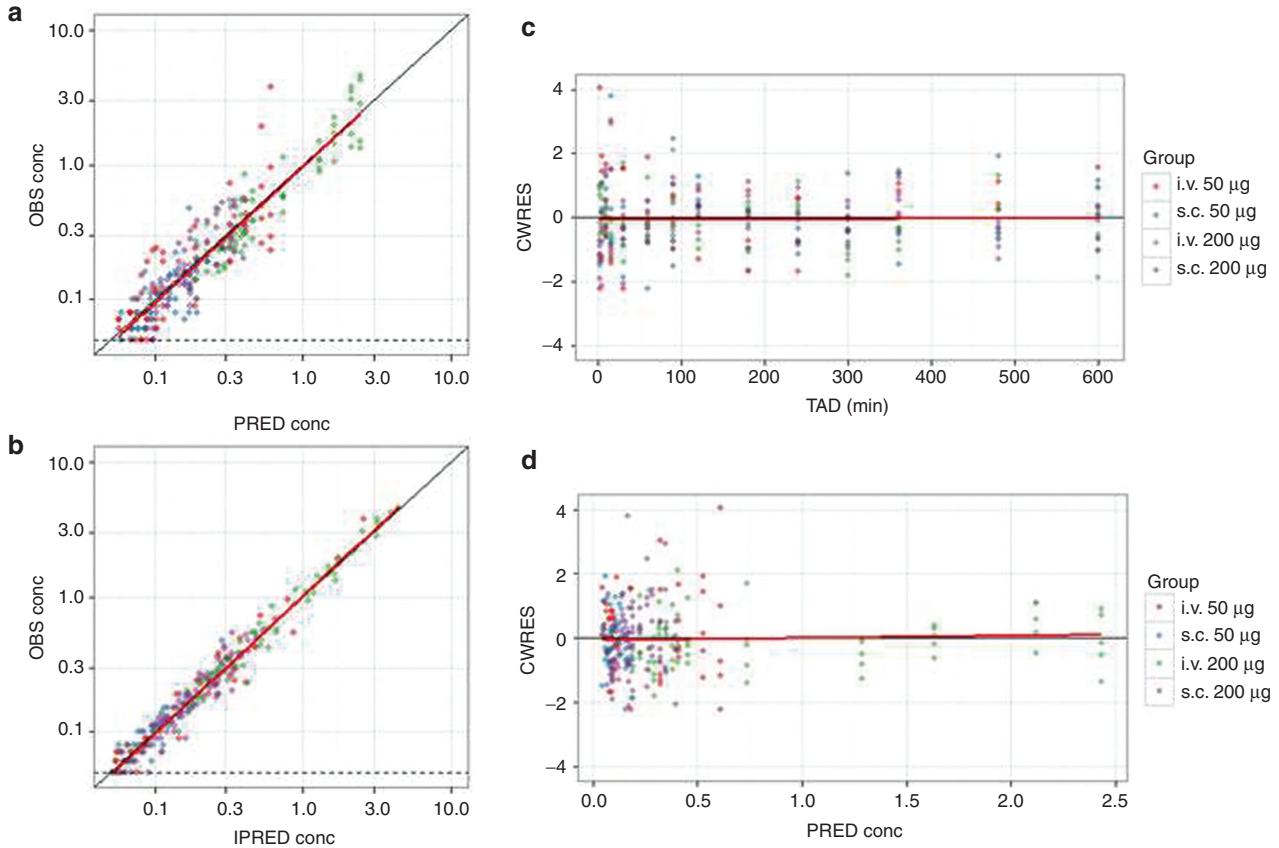 a
10.0
3.0
1.0
0.3
0.1
OBS conc
0.1 0.3 1.0 3.0 10.0
PRED conc
b
10.0
3.0
1.0
0.3
0.1
OBS conc
0.1 0.3 1.0 3.0 10.0
IPRED conc
c
4
2
0
−2
−4
CWRES
0 100 200 300 400 500 600
TAD (min)
Group
i.v. 50 µg
s.c. 50 µg
i.v. 200 µg
s.c. 200 µg
d
4
2
0
−2
−4
CWRES
0.0 0.5 1.0 1.5 2.0 2.5
PRED conc
Group
i.v. 50 µg
s.c. 50 µg
i.v. 200 µg
s.c. 200 µg